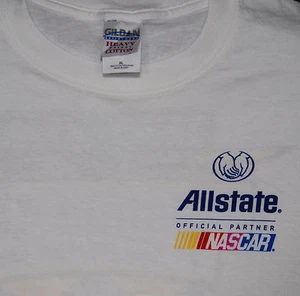 GILDAN
HEAVY
COTTON
XL
Allstate.
OFFICIAL PARTNER
NASCAR.